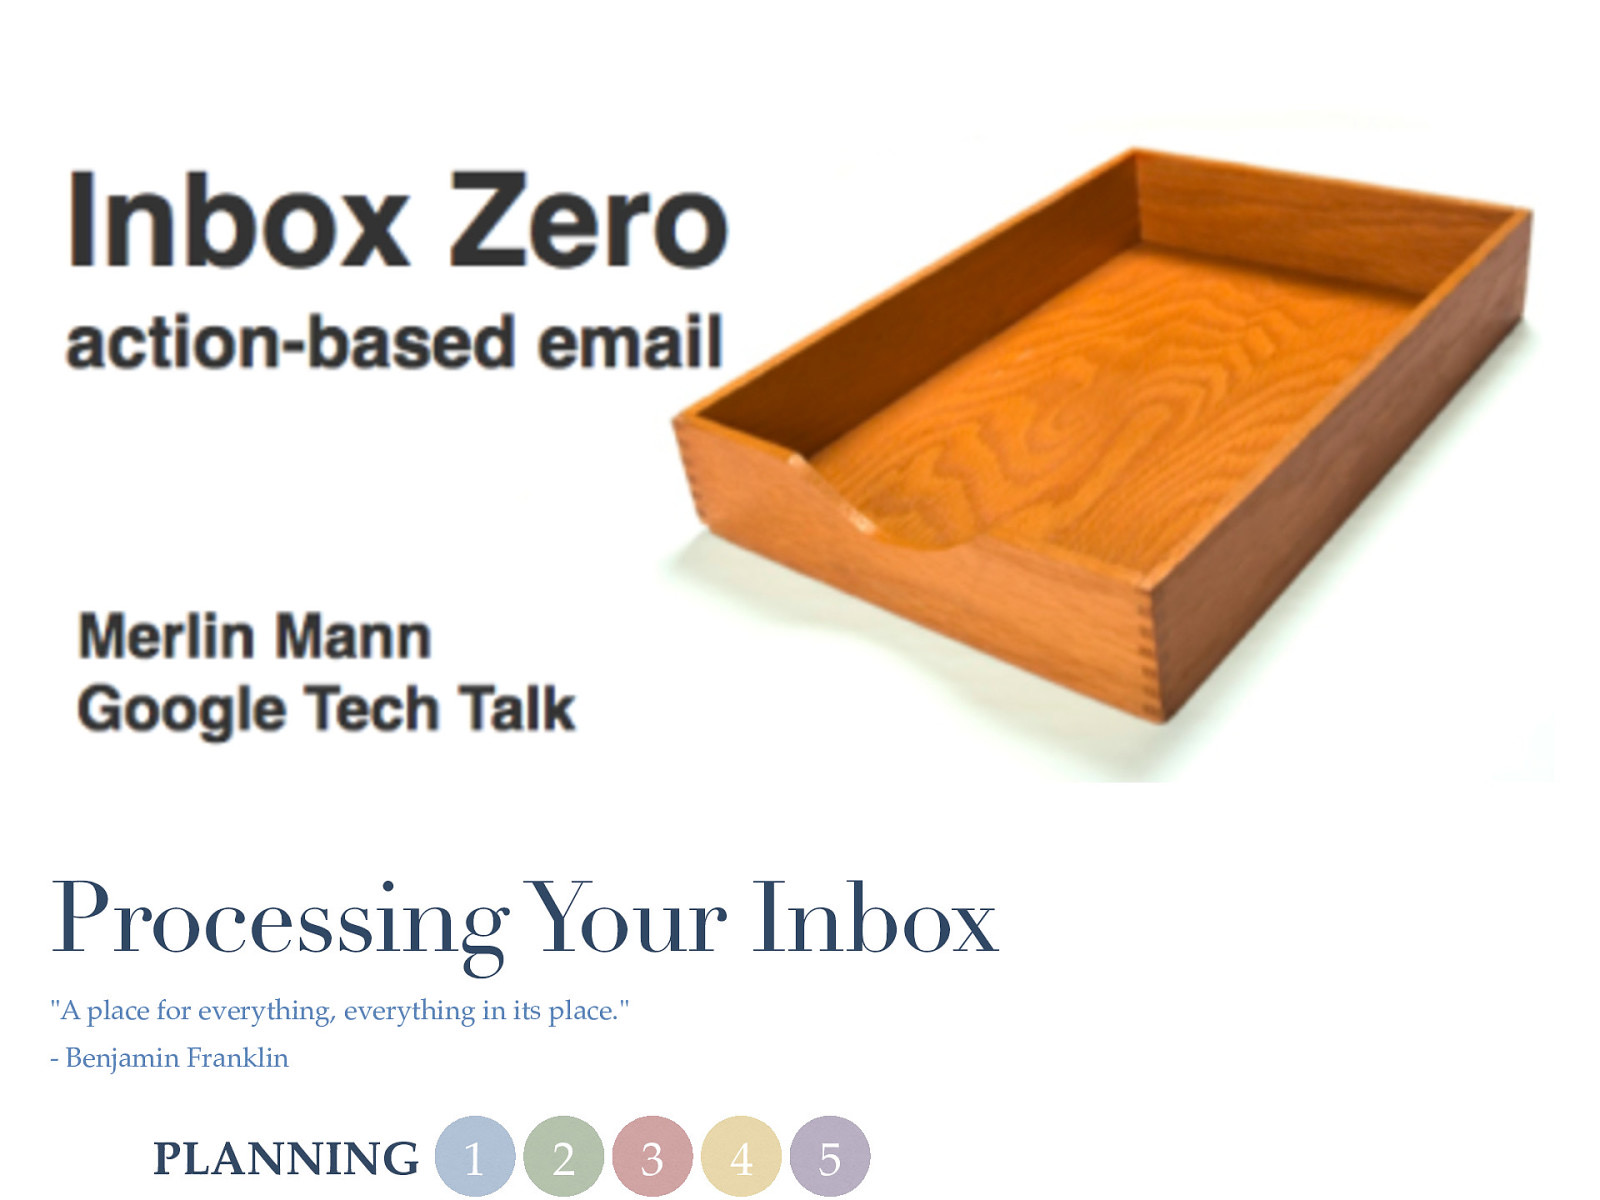 Inbox Zero
action-based email
Merlin Mann
Google Tech Talk
Processing Your Inbox
"A place for everything, everything in its place."
- Benjamin Franklin
PLANNING 1 2 3 4 5